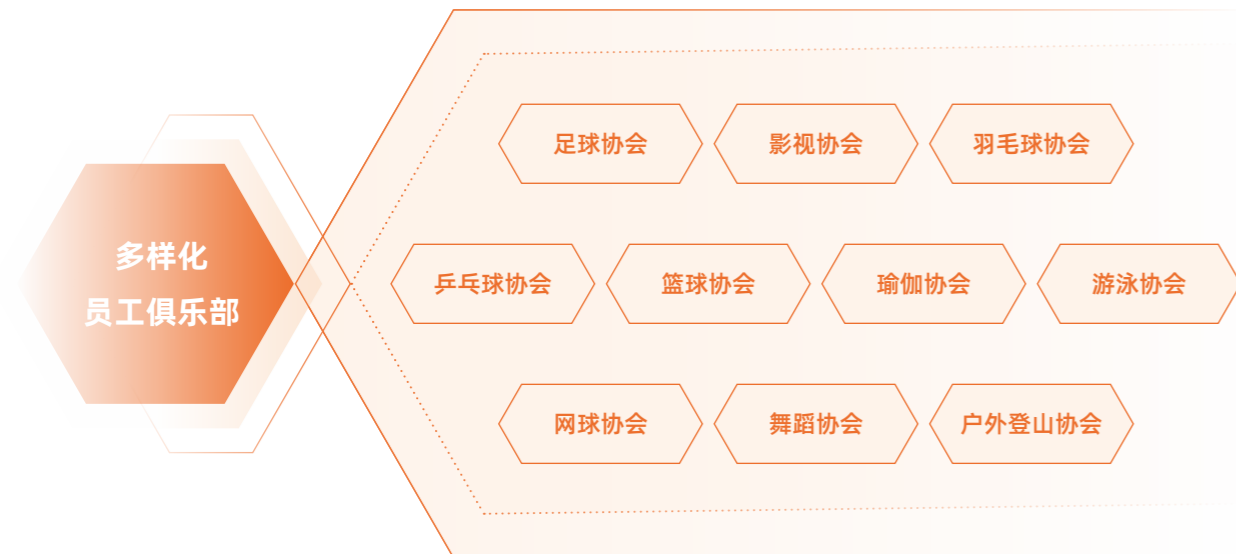 多样化
员工俱乐部
足球协会
影视协会
羽毛球协会
乒乓球协会
篮球协会
瑜伽协会
游泳协会
网球协会
舞蹈协会
户外登山协会